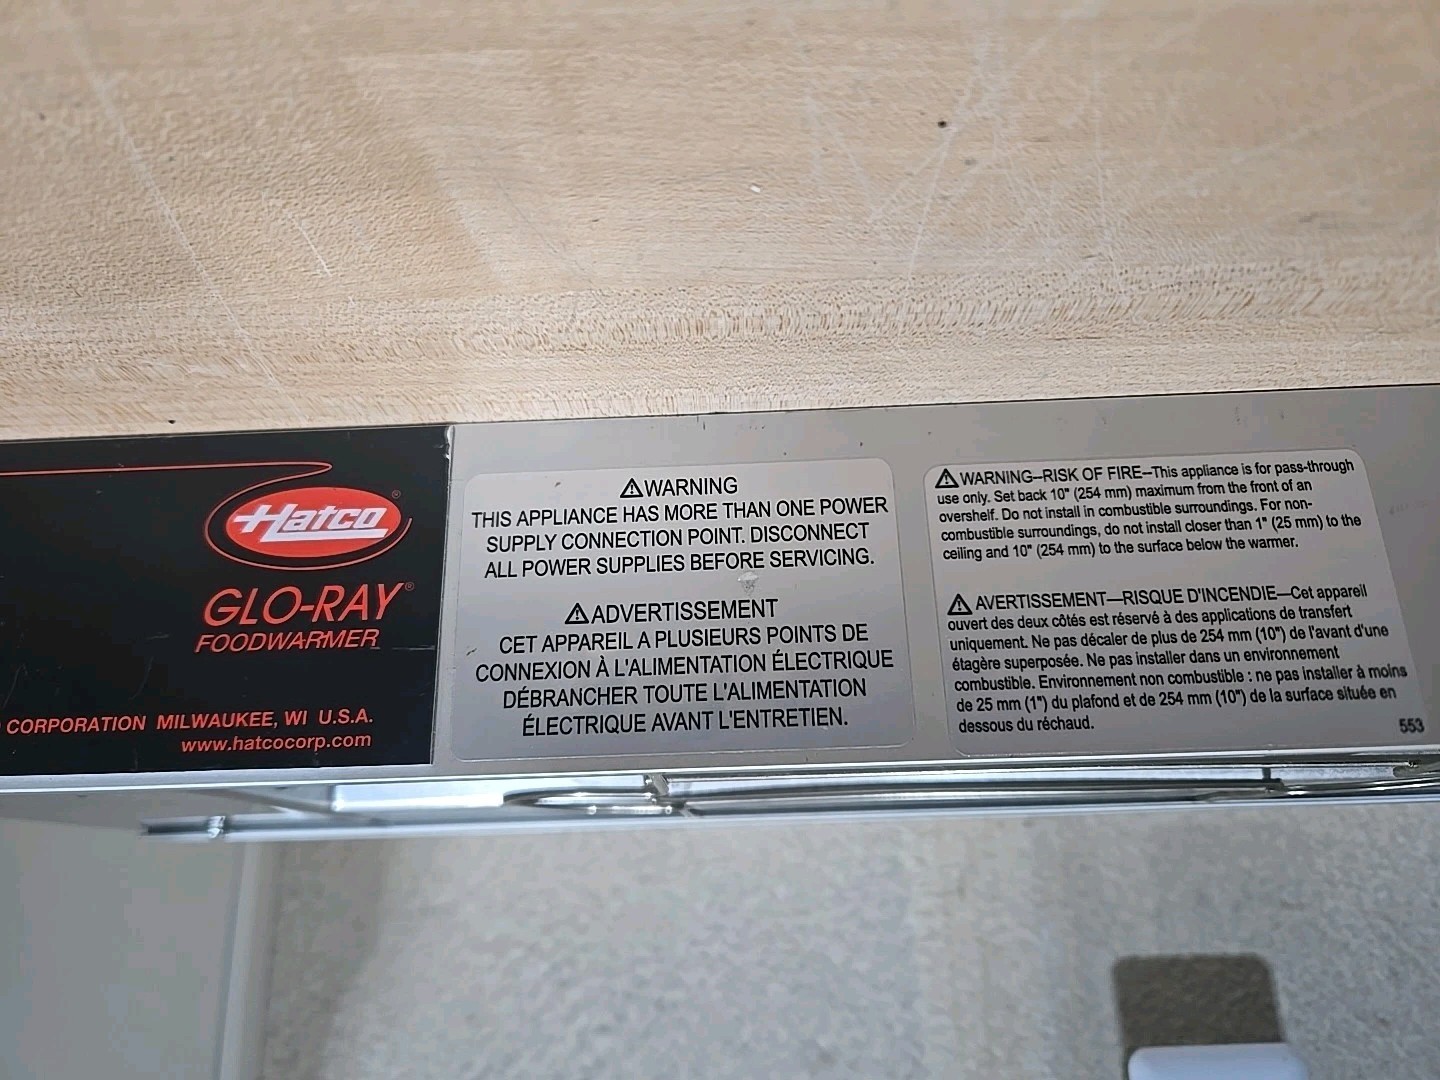 Hatco®
GLO-RAY®
FOODWARMER
CORPORATION MILWAUKEE, WI U.S.A.
www.hatcocorp.com
⚠WARNING
THIS APPLIANCE HAS MORE THAN ONE POWER
SUPPLY CONNECTION POINT. DISCONNECT
ALL POWER SUPPLIES BEFORE SERVICING.
⚠ADVERTISSEMENT
CET APPAREIL A PLUSIEURS POINTS DE
CONNEXION À L'ALIMENTATION ÉLECTRIQUE
DÉBRANCHER TOUTE L'ALIMENTATION
ÉLECTRIQUE AVANT L'ENTRETIEN.
⚠WARNING–RISK OF FIRE–This appliance is for pass-through
use only. Set back 10" (254 mm) maximum from the front of an
overshelf. Do not install in combustible surroundings. For non-
combustible surroundings, do not install closer than 1" (25 mm) to the
ceiling and 10" (254 mm) to the surface below the warmer.
⚠ AVERTISSEMENT—RISQUE D'INCENDIE—Cet appareil
ouvert des deux côtés est réservé à des applications de transfert
uniquement. Ne pas décaler de plus de 254 mm (10") de l'avant d'une
étagère superposée. Ne pas installer dans un environnement
combustible. Environnement non combustible : ne pas installer à moins
de 25 mm (1") du plafond et de 254 mm (10") de la surface située en
dessous du réchaud.
553